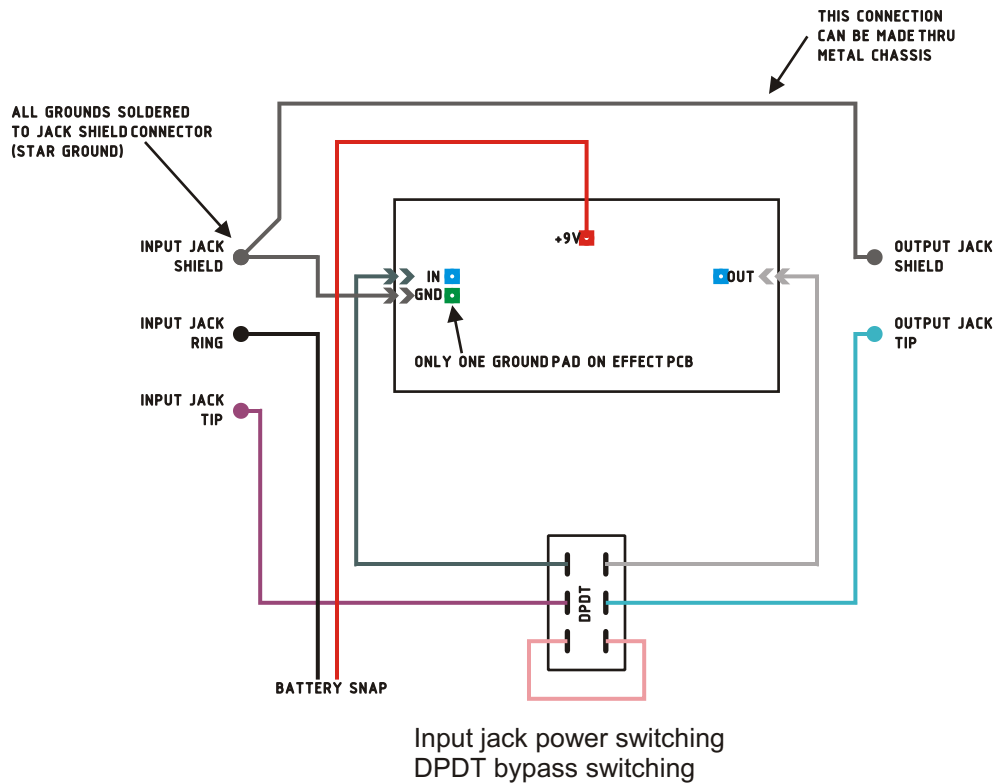 THIS CONNECTION
CAN BE MADE THRU
METAL CHASSIS
ALL GROUNDS SOLDERED
TO JACK SHIELD CONNECTOR
(STAR GROUND)
+9V
INPUT JACK
SHIELD
OUTPUT JACK
SHIELD
IN
OUT
GND
INPUT JACK
RING
OUTPUT JACK
TIP
ONLY ONE GROUND PAD ON EFFECT PCB
INPUT JACK
TIP
DPDT
BATTERY SNAP
Input jack power switching
DPDT bypass switching